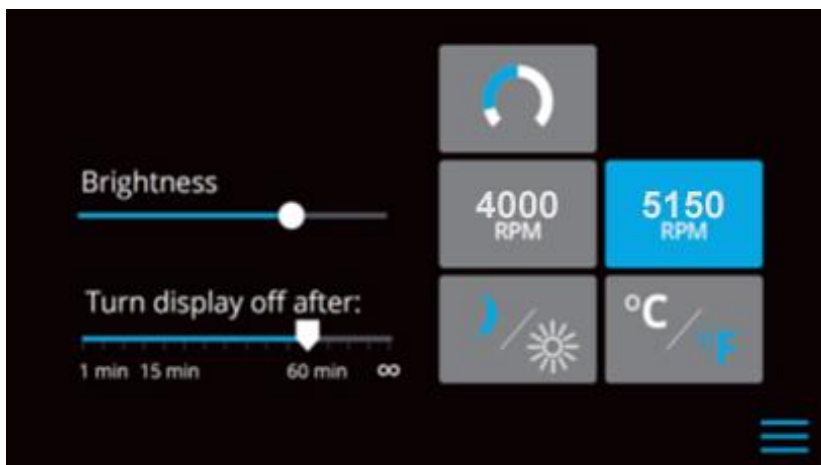 Brightness
Turn display off after:
1 min 15 min 60 min ∞
4000
RPM
5150
RPM
°C/°F